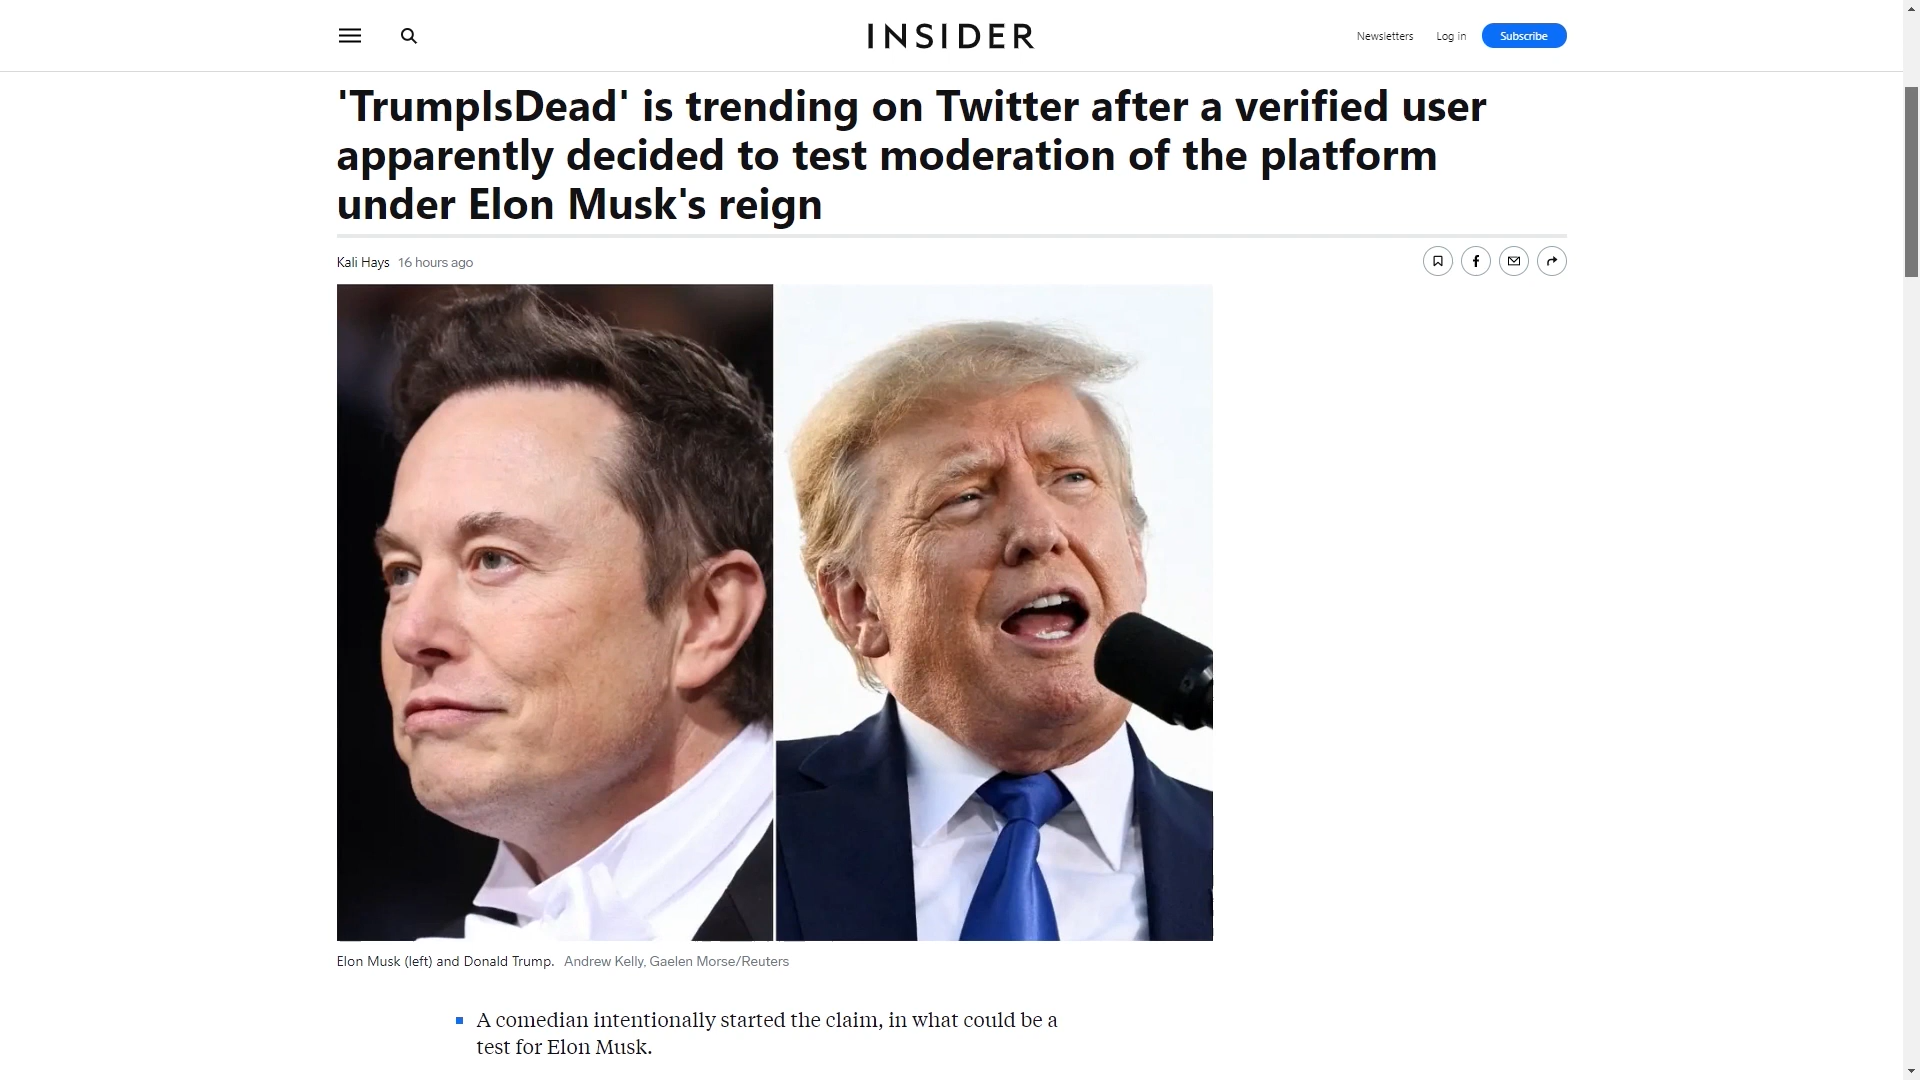 INSIDER
Newsletters
Log in
Subscribe
'TrumpIsDead' is trending on Twitter after a verified user
apparently decided to test moderation of the platform
under Elon Musk's reign
Kali Hays 16 hours ago
Elon Musk (left) and Donald Trump. Andrew Kelly, Gaelen Morse/Reuters
A comedian intentionally started the claim, in what could be a
test for Elon Musk.